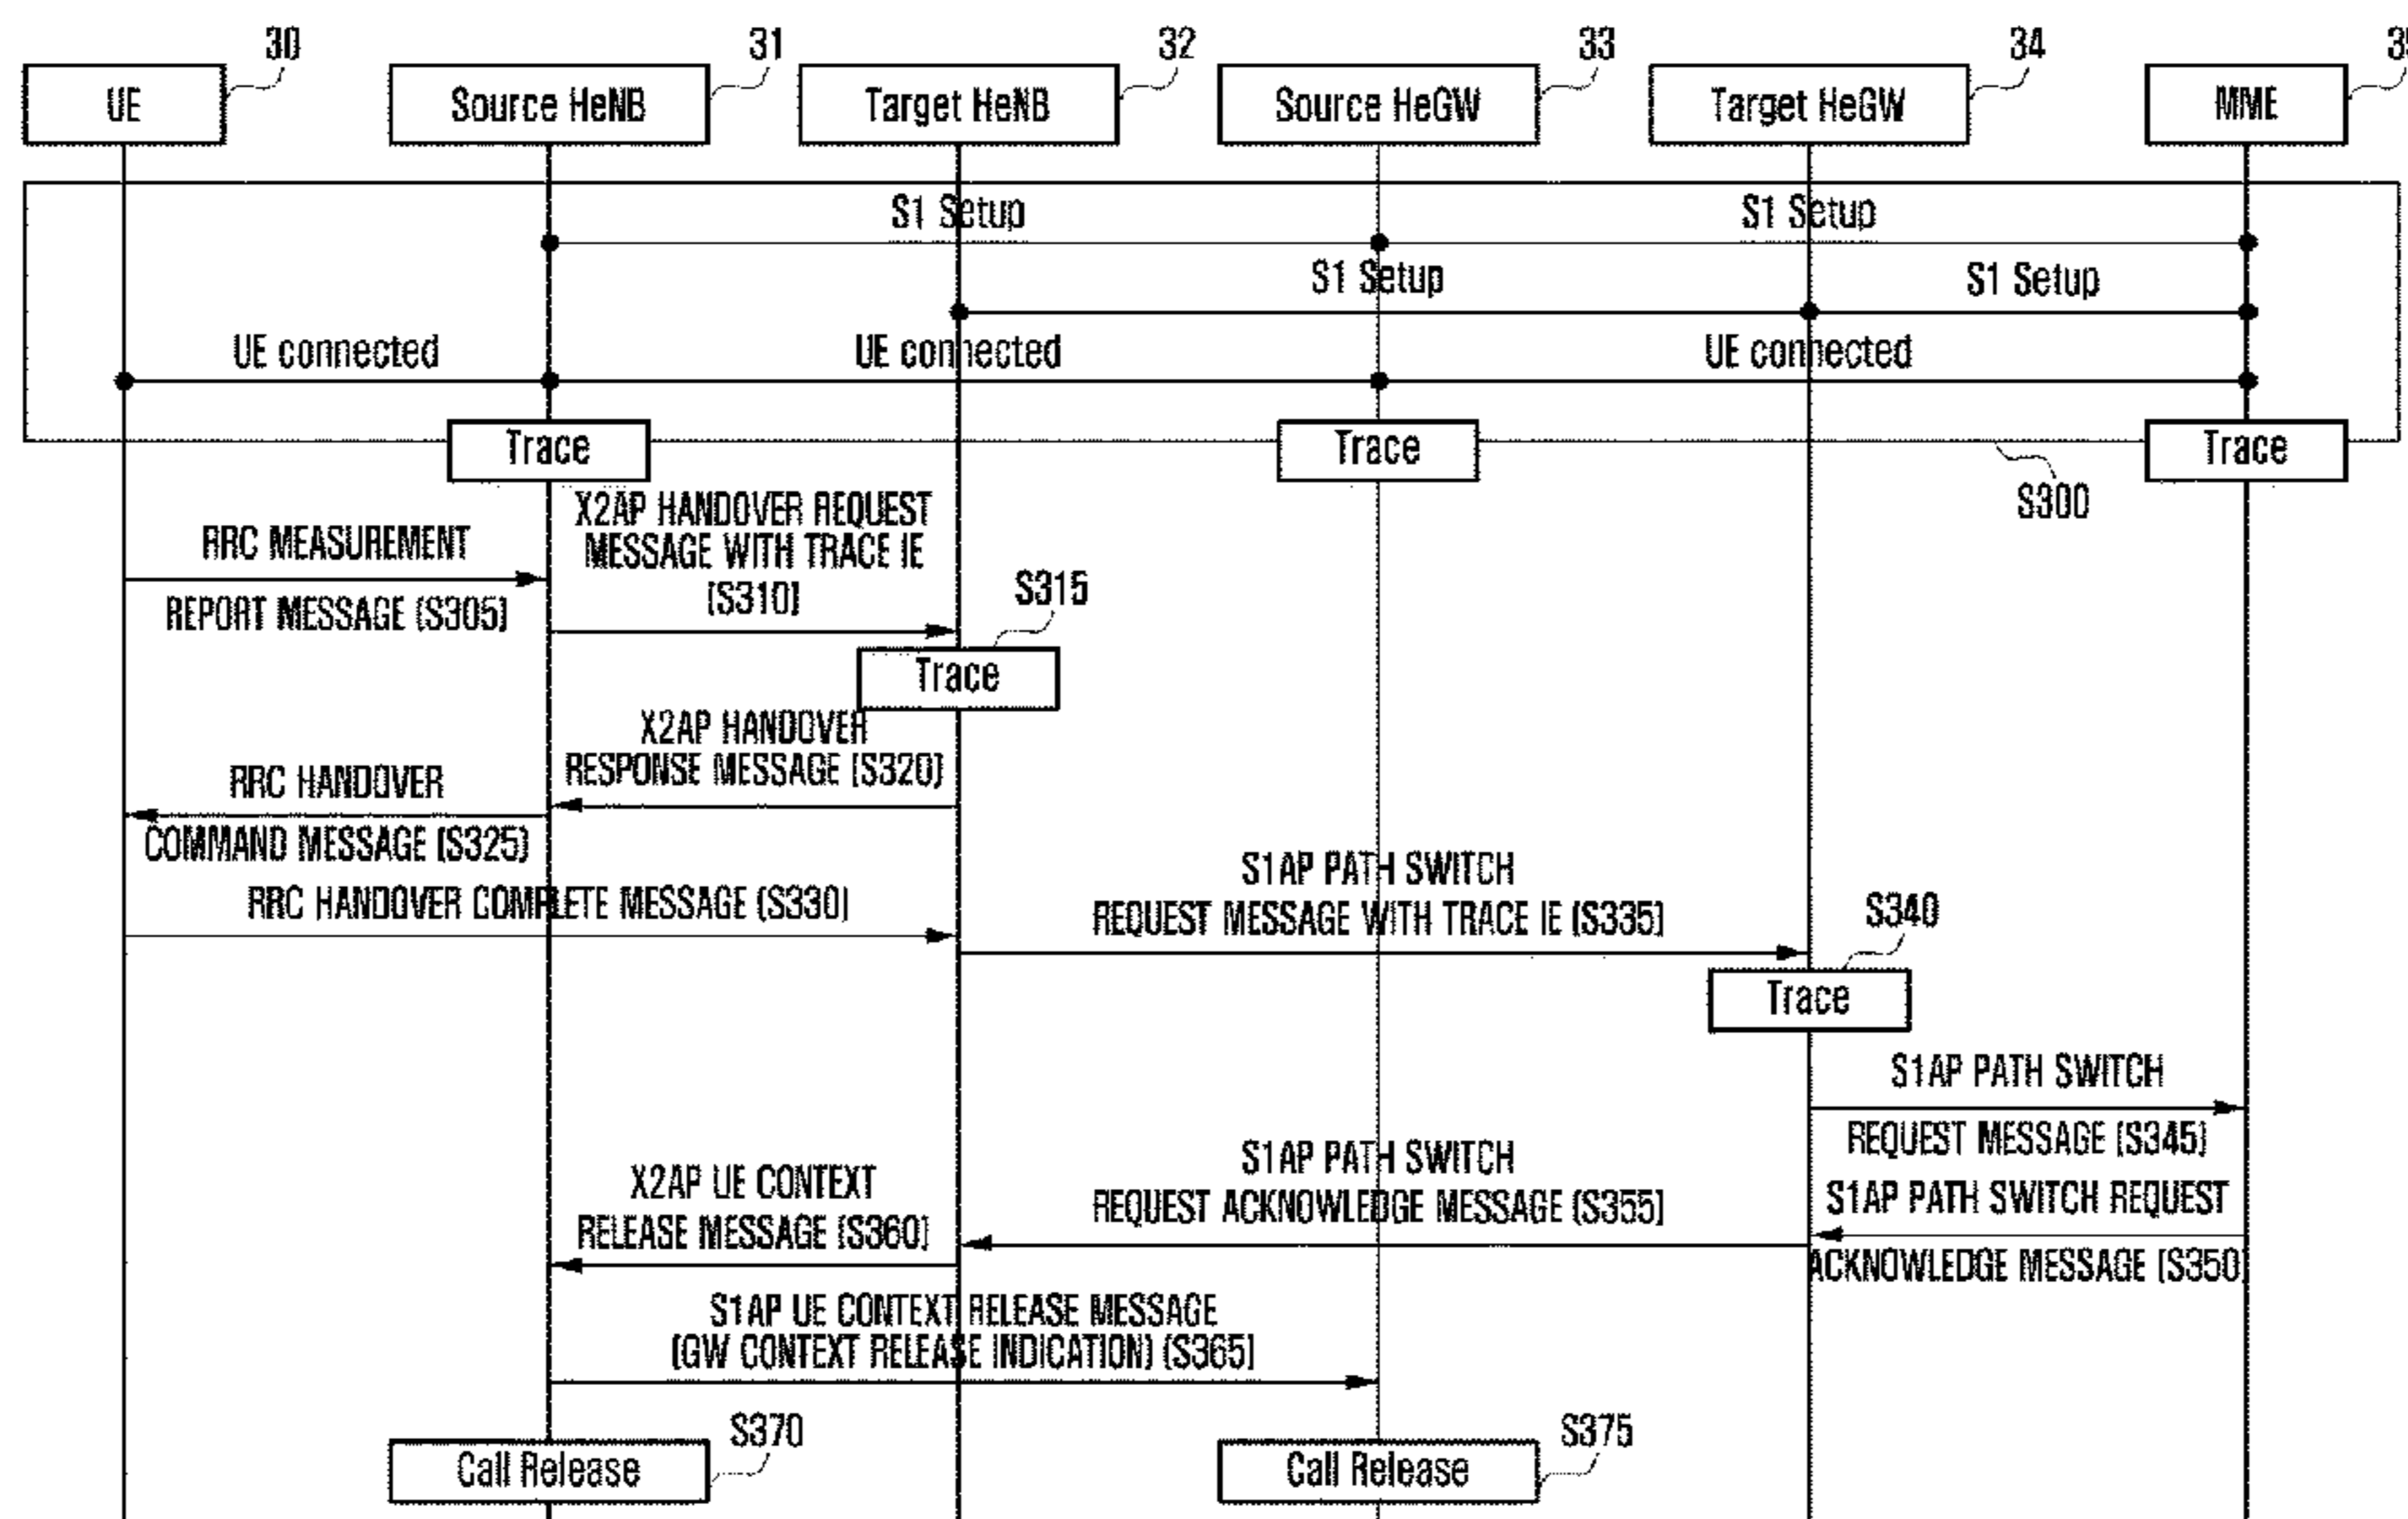 30
31
32
33
34
UE
Source HeNB
Target HeNB
Source HeGW
Target HeGW
MME
S1 Setup
S1 Setup
S1 Setup
S1 Setup
UE connected
UE connected
UE connected
Trace
Trace
Trace
S300
X2AP HANDOVER REQUEST
MESSAGE WITH TRACE IE
(S310)
RRC MEASUREMENT
REPORT MESSAGE (S305)
S315
Trace
X2AP HANDOVER
RESPONSE MESSAGE (S320)
RRC HANDOVER
COMMAND MESSAGE (S325)
RRC HANDOVER COMPLETE MESSAGE (S330)
S1AP PATH SWITCH
REQUEST MESSAGE WITH TRACE IE (S335)
S340
Trace
S1AP PATH SWITCH
REQUEST MESSAGE (S345)
S1AP PATH SWITCH REQUEST
ACKNOWLEDGE MESSAGE (S350
S1AP PATH SWITCH
REQUEST ACKNOWLEDGE MESSAGE (S355)
X2AP UE CONTEXT
RELEASE MESSAGE (S360)
S1AP UE CONTEXT RELEASE MESSAGE
(GW CONTEXT RELEASE INDICATION) (S365)
S370
Call Release
S375
Call Release